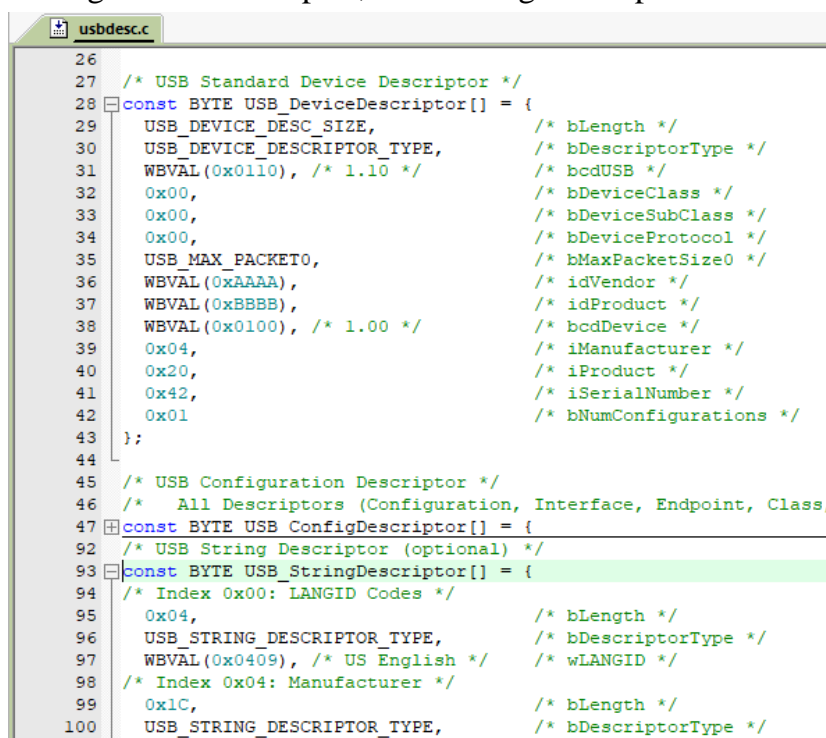 usbdesc.c
26
27 /* USB Standard Device Descriptor */
28 const BYTE USB_DeviceDescriptor[] = {
29 USB_DEVICE_DESC_SIZE, /* bLength */
30 USB_DEVICE_DESCRIPTOR_TYPE, /* bDescriptorType */
31 WBVAL(0x0110), /* 1.10 */ /* bcdUSB */
32 0x00, /* bDeviceClass */
33 0x00, /* bDeviceSubClass */
34 0x00, /* bDeviceProtocol */
35 USB_MAX_PACKET0, /* bMaxPacketSize0 */
36 WBVAL(0xAAAA), /* idVendor */
37 WBVAL(0xBBBB), /* idProduct */
38 WBVAL(0x0100), /* 1.00 */ /* bcdDevice */
39 0x04, /* iManufacturer */
40 0x20, /* iProduct */
41 0x42, /* iSerialNumber */
42 0x01 /* bNumConfigurations */
43 };
44
45 /* USB Configuration Descriptor */
46 /* All Descriptors (Configuration, Interface, Endpoint, Class,
47 const BYTE USB_ConfigDescriptor[] = {
92 /* USB String Descriptor (optional) */
93 const BYTE USB_StringDescriptor[] = {
94 /* Index 0x00: LANGID Codes */
95 0x04, /* bLength */
96 USB_STRING_DESCRIPTOR_TYPE, /* bDescriptorType */
97 WBVAL(0x0409), /* US English */ /* wLANGID */
98 /* Index 0x04: Manufacturer */
99 0x1C, /* bLength */
100 USB_STRING_DESCRIPTOR_TYPE, /* bDescriptorType */